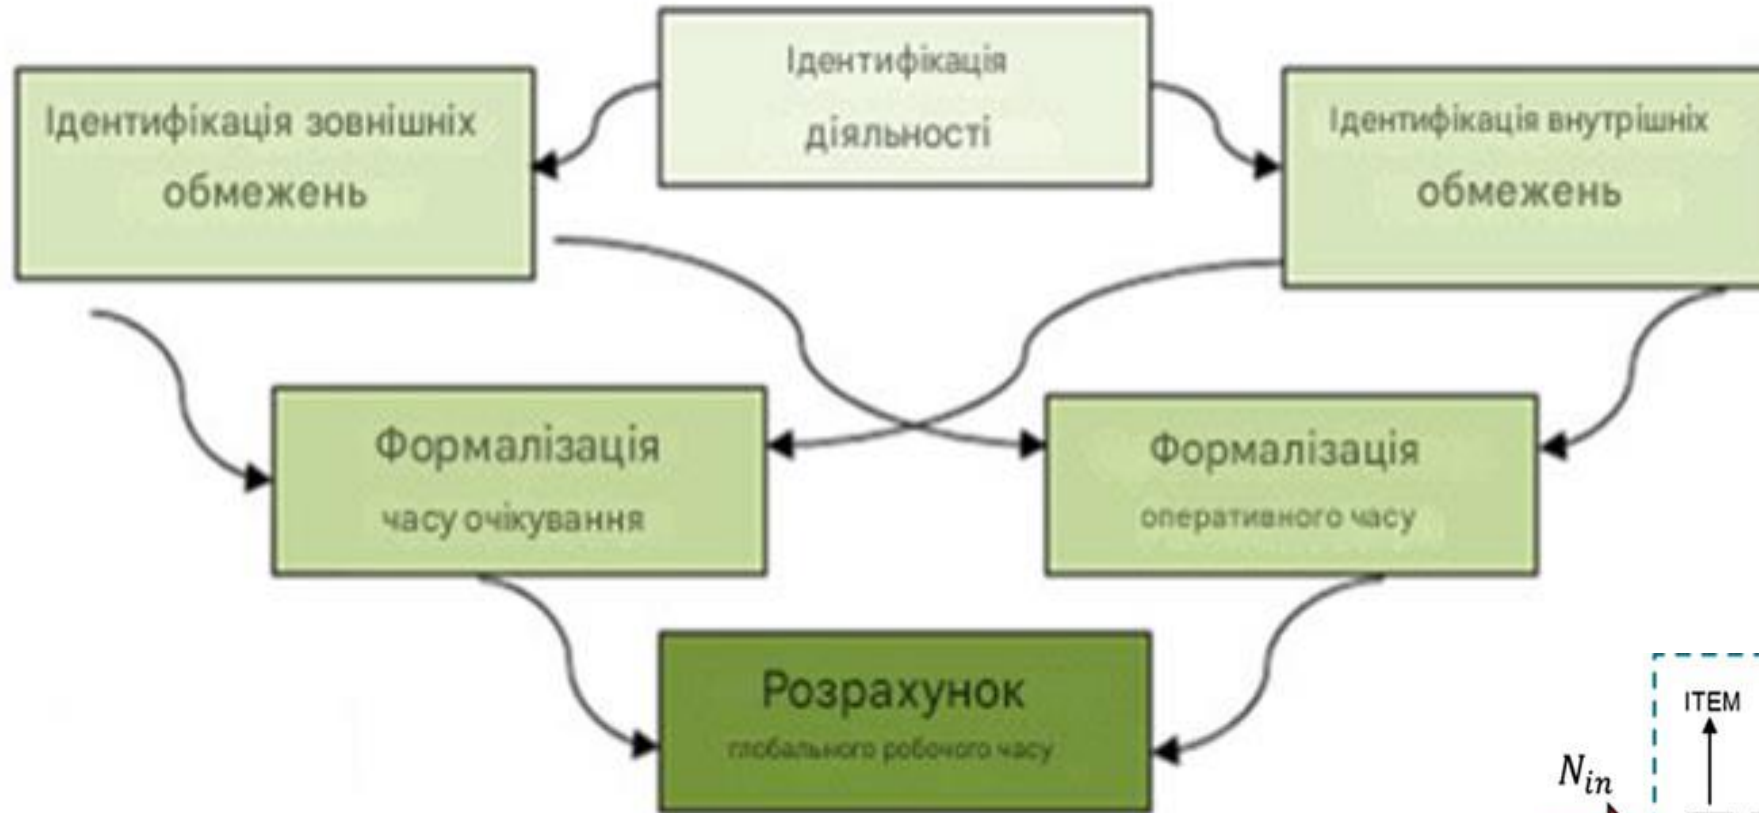 Ідентифікація
діяльності
Ідентифікація зовнішніх
обмежень
Ідентифікація внутрішніх
обмежень
Формалізація
часу очікування
Формалізація
оперативного часу
Розрахунок
глобального робочого часу
ITEM
N_in